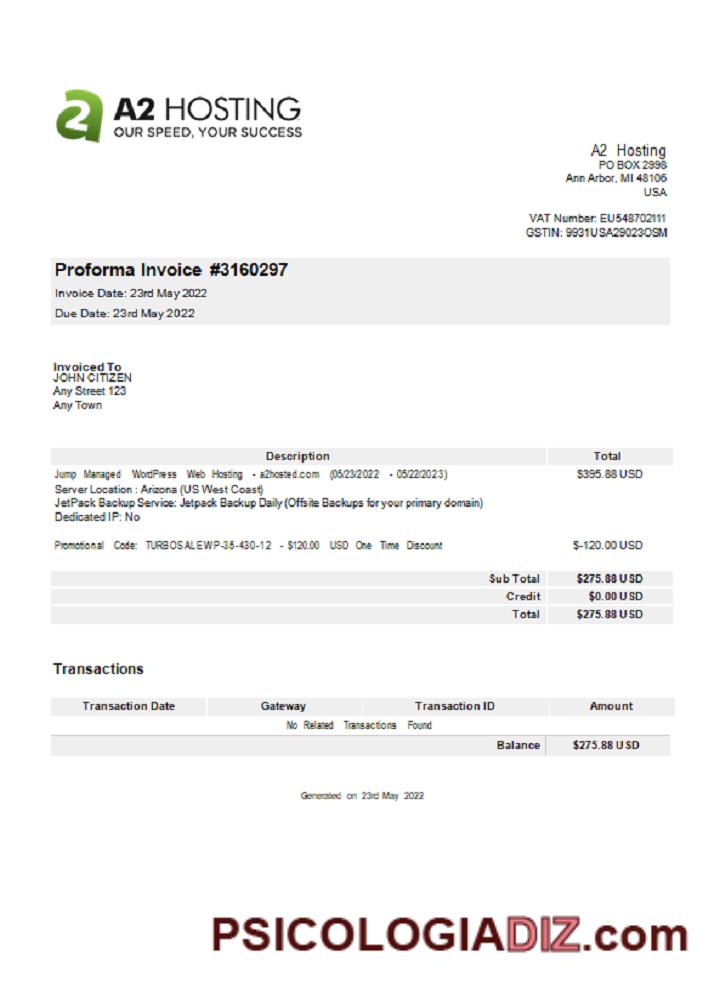 A2 HOSTING
OUR SPEED, YOUR SUCCESS
A2 Hosting
PO BOX 2998
Ann Arbor, MI 48106
USA
VAT Number: EU548702111
GSTIN: 9931USA29023OSM
Proforma Invoice #3160297
Invoice Date: 23rd May 2022
Due Date: 23rd May 2022
Invoiced To
JOHN CITIZEN
Any Street 123
Any Town
Description Total
Jump Managed WordPress Web Hosting - a2hosted.com (05/23/2022 - 05/22/2023) $395.88 USD
Server Location : Arizona (US West Coast)
JetPack Backup Service: Jetpack Backup Daily (Offsite Backups for your primary domain)
Dedicated IP: No
Promotional Code: TURBOSALEWP-35-430-12 - $120.00 USD One Time Discount $-120.00 USD
Sub Total $275.88 USD
Credit $0.00 USD
Total $275.88 USD
Transactions
Transaction Date Gateway Transaction ID Amount
No Related Transactions Found
Balance $275.88 USD
Generated on 23rd May 2022
PSICOLOGIADIZ.com